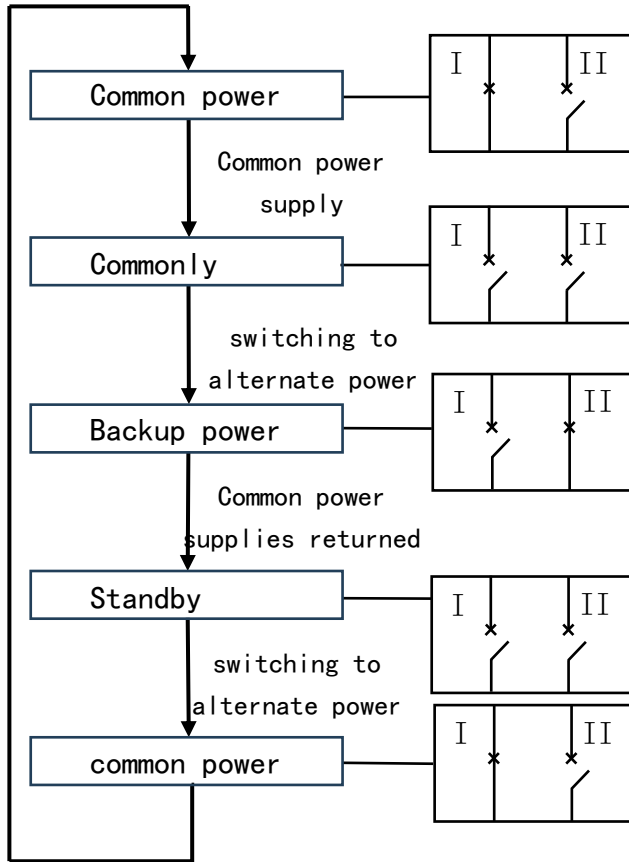 I II
Common power
Common power
supply
I II
Commonly
switching to
alternate power
I II
Backup power
Common power
supplies returned
I II
Standby
switching to
alternate power
I II
common power